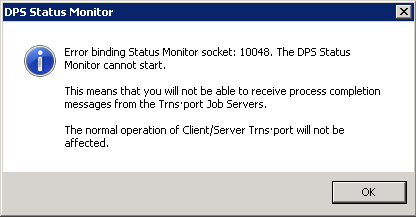 DPS Status Monitor
Error binding Status Monitor socket: 10048. The DPS Status
Monitor cannot start.
This means that you will not be able to receive process completion
messages from the Trns·port Job Servers.
The normal operation of Client/Server Trns·port will not be
affected.
OK